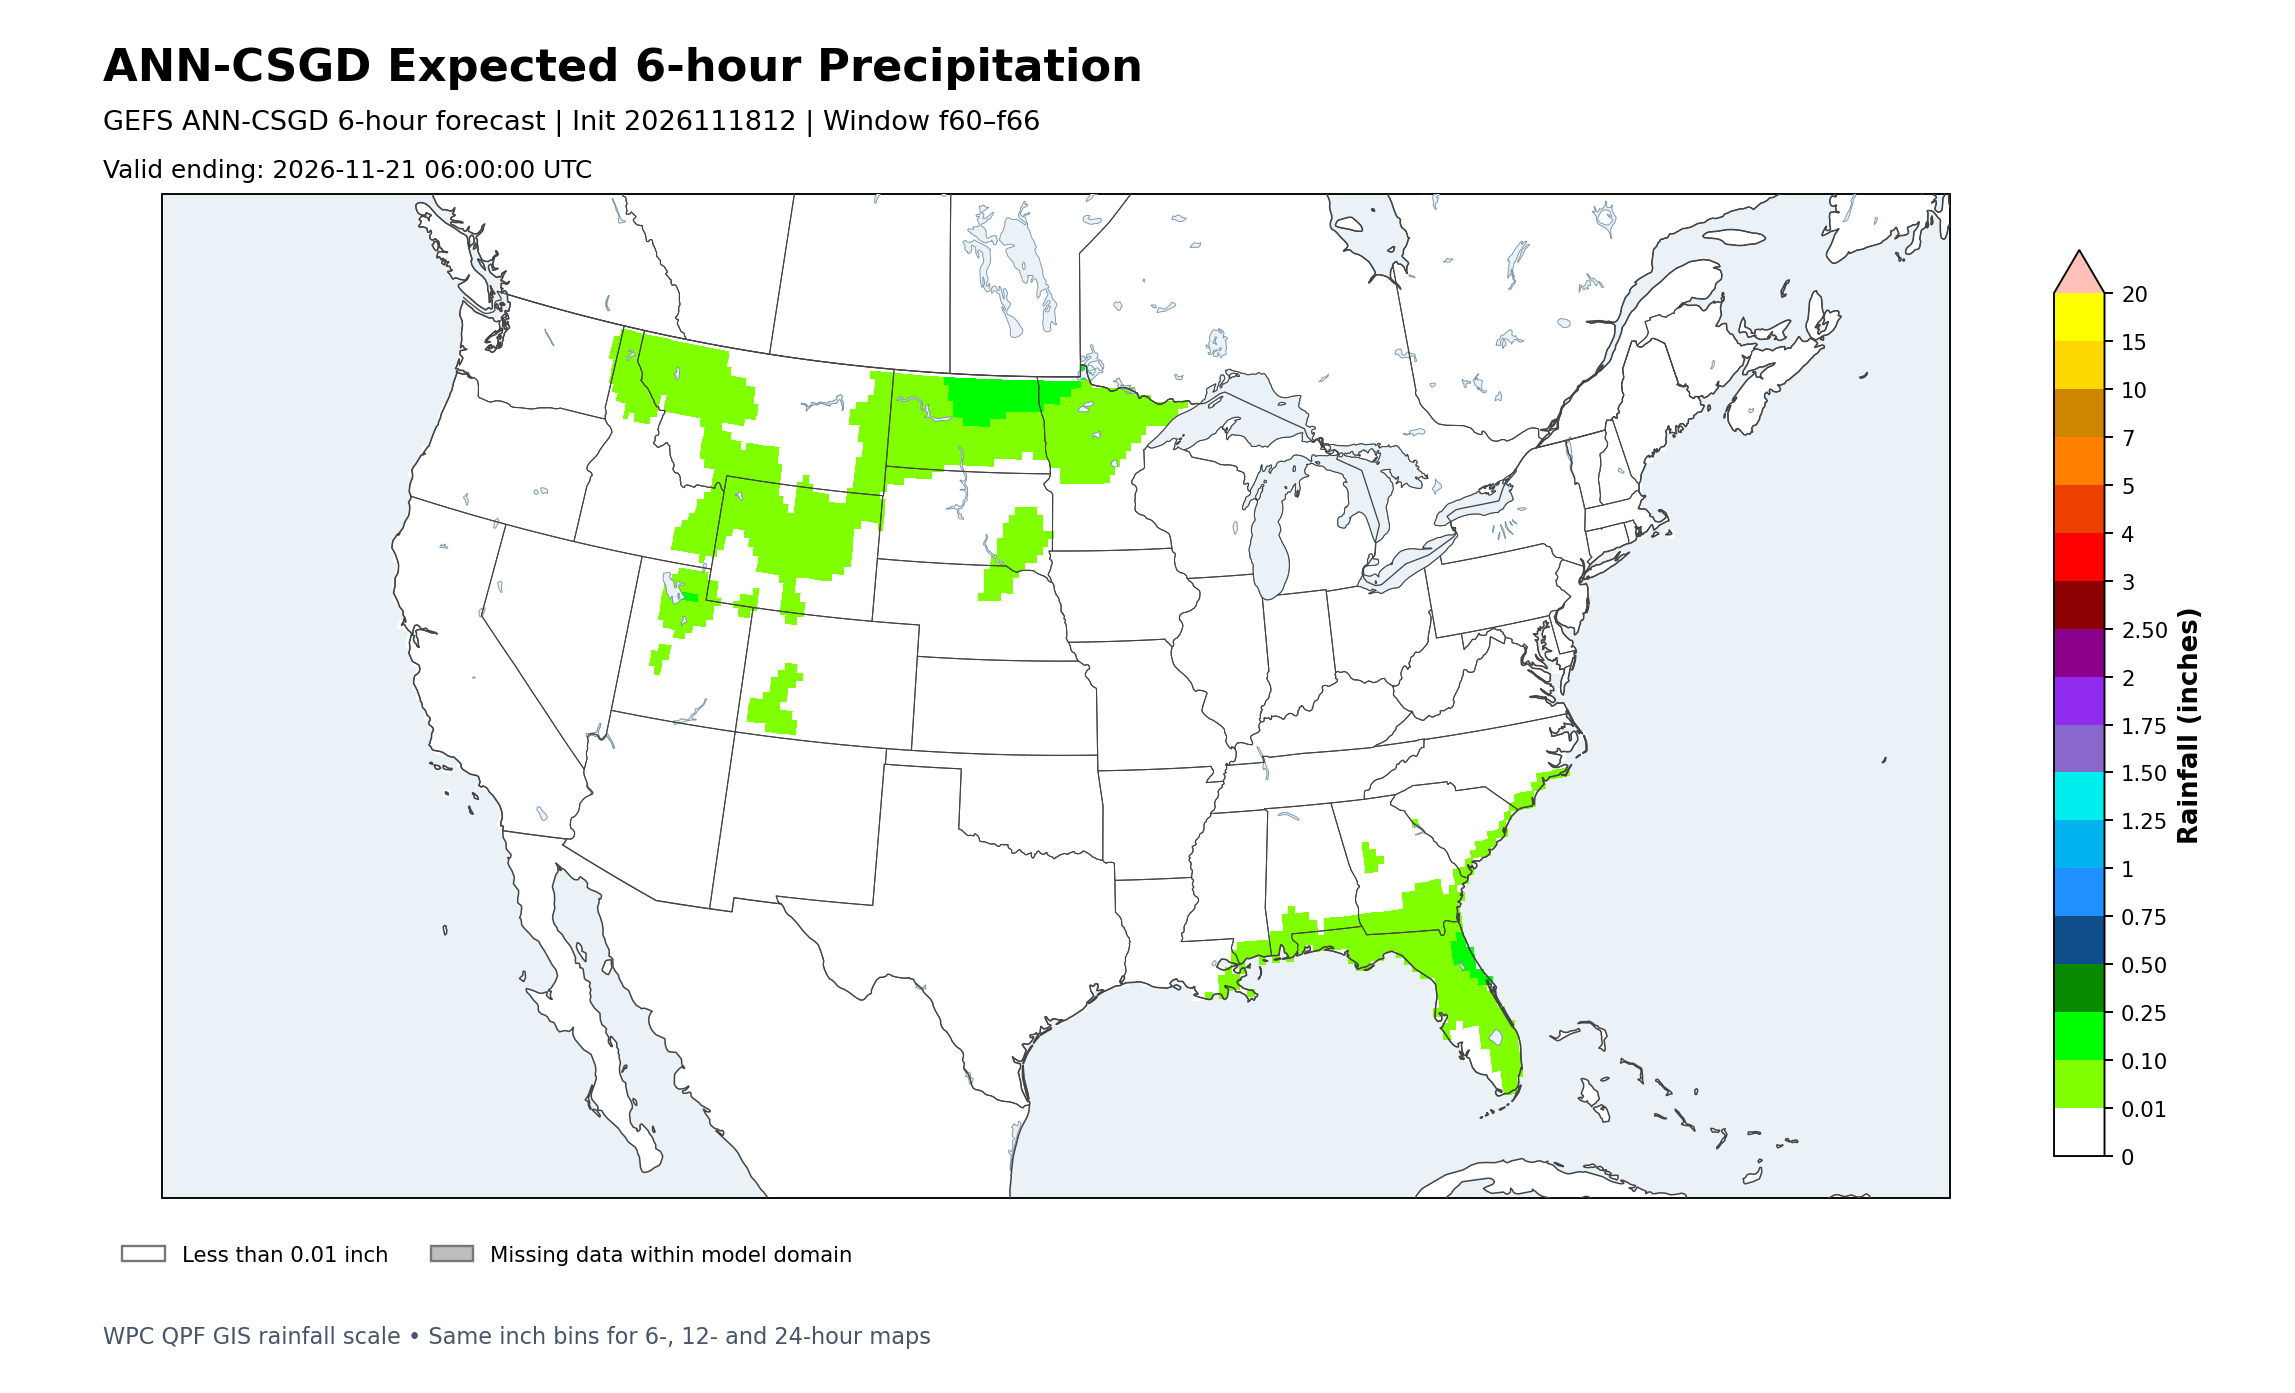 ANN-CSGD Expected 6-hour Precipitation
GEFS ANN-CSGD 6-hour forecast | Init 2026111812 | Window f60–f66
Valid ending: 2026-11-21 06:00:00 UTC
20
15
10
7
5
4
3
2.50
2
1.75
1.50
1.25
1
0.75
0.50
0.25
0.10
0.01
0
Rainfall (inches)
Less than 0.01 inch
Missing data within model domain
WPC QPF GIS rainfall scale • Same inch bins for 6-, 12- and 24-hour maps